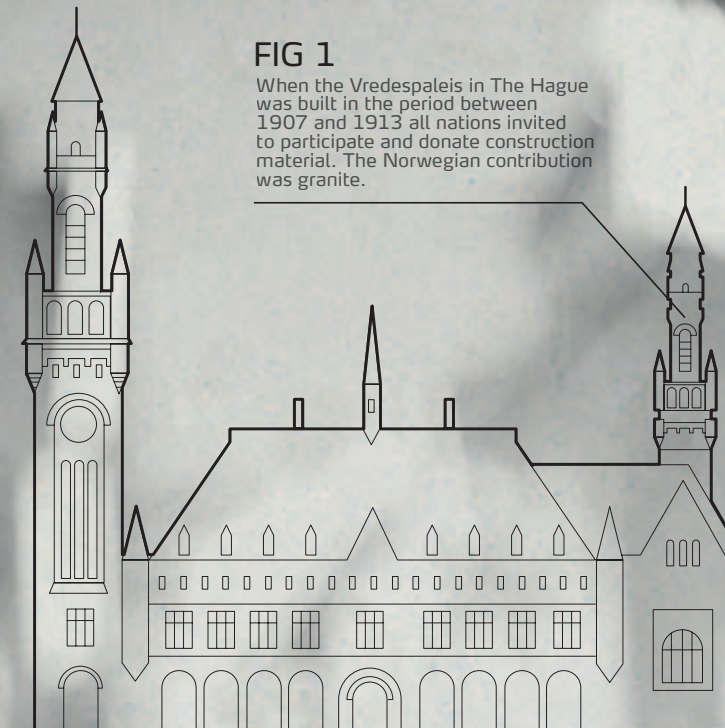 FIG 1
When the Vredespaleis in The Hague
was built in the period between
1907 and 1913 all nations invited
to participate and donate construction
material. The Norwegian contribution
was granite.